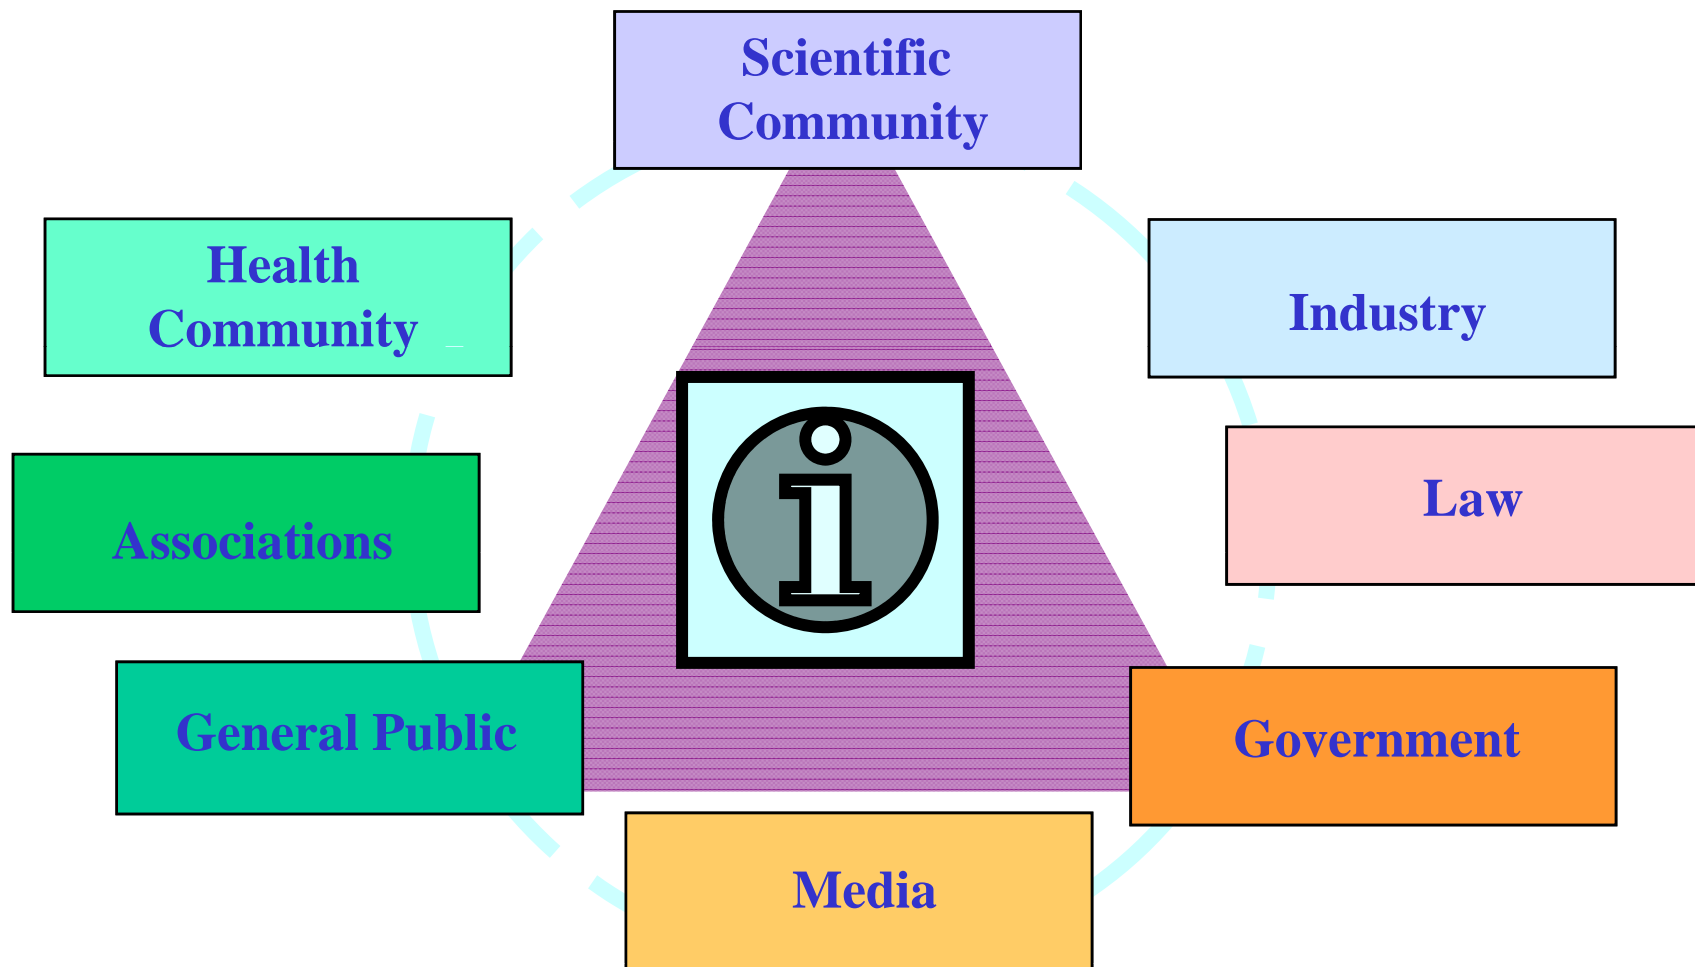 Scientific
Community
Health
Community
Industry
Law
Associations
General Public
Government
Media